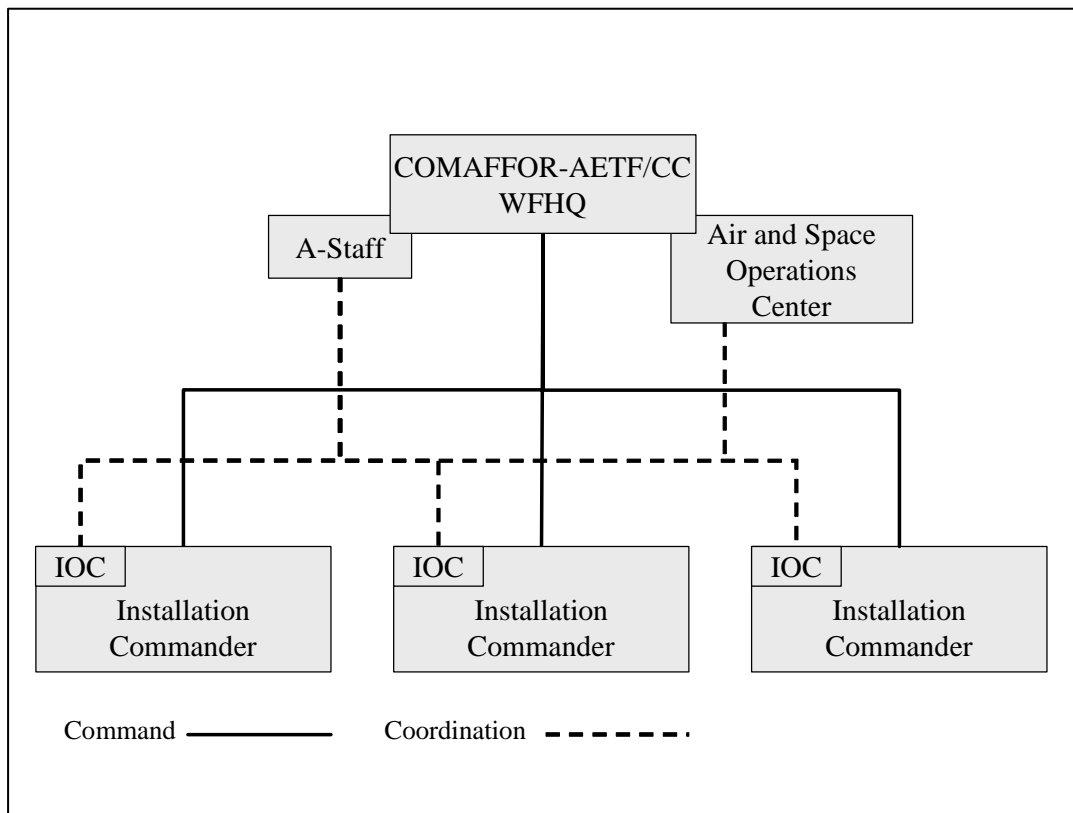 COMAFFOR-AETF/CC
WFHQ
A-Staff
Air and Space
Operations
Center
IOC
Installation
Commander
IOC
Installation
Commander
IOC
Installation
Commander
Command
Coordination